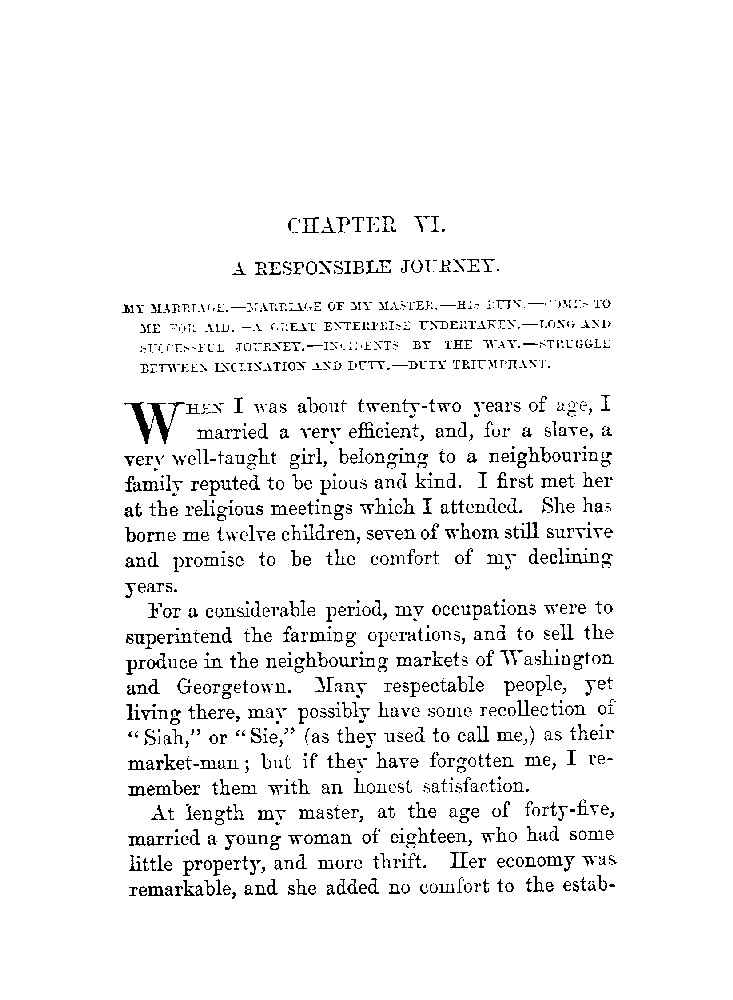 CHAPTER VI.
A RESPONSIBLE JOURNEY.
MY MARRIAGE.—MARRIAGE OF MY MASTER.—HIS RUIN.—COMES TO
ME FOR AID.—A GREAT ENTERPRISE UNDERTAKEN.—LONG AND
SUCCESSFUL JOURNEY.—INCIDENTS BY THE WAY.—STRUGGLE
BETWEEN INCLINATION AND DUTY.—DUTY TRIUMPHANT.
WHEN I was about twenty-two years of age, I
married a very efficient, and, for a slave, a
very well-taught girl, belonging to a neighbouring
family reputed to be pious and kind. I first met her
at the religious meetings which I attended. She has
borne me twelve children, seven of whom still survive
and promise to be the comfort of my declining
years.
For a considerable period, my occupations were to
superintend the farming operations, and to sell the
produce in the neighbouring markets of Washington
and Georgetown. Many respectable people, yet
living there, may possibly have some recollection of
“Siah,” or “Sie,” (as they used to call me,) as their
market-man; but if they have forgotten me, I re-
member them with an honest satisfaction.
At length my master, at the age of forty-five,
married a young woman of eighteen, who had some
little property, and more thrift. Her economy was
remarkable, and she added no comfort to the estab-